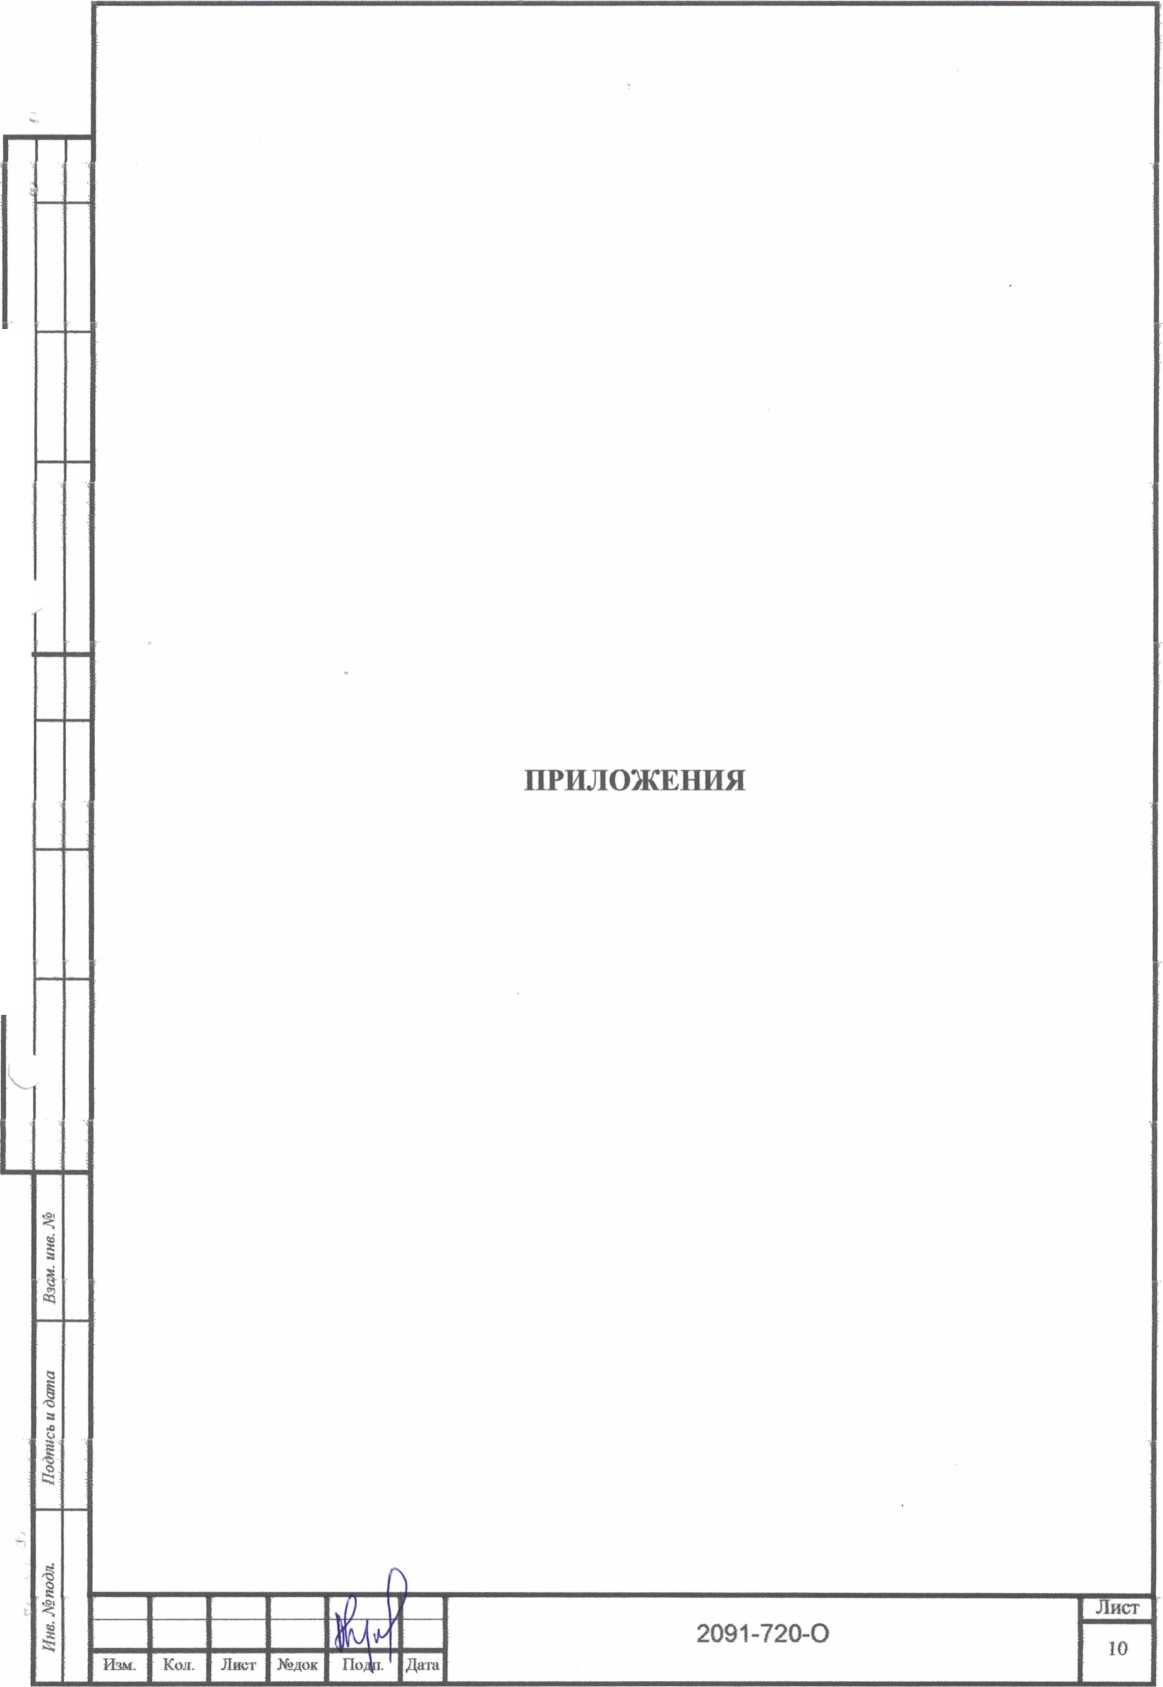 ПРИЛОЖЕНИЯ
Взам. инв. №
Подпись и дата
Инв. № подл.
Изм. Кол. Лист №док Подп. Дата
2091-720-О
Лист
10